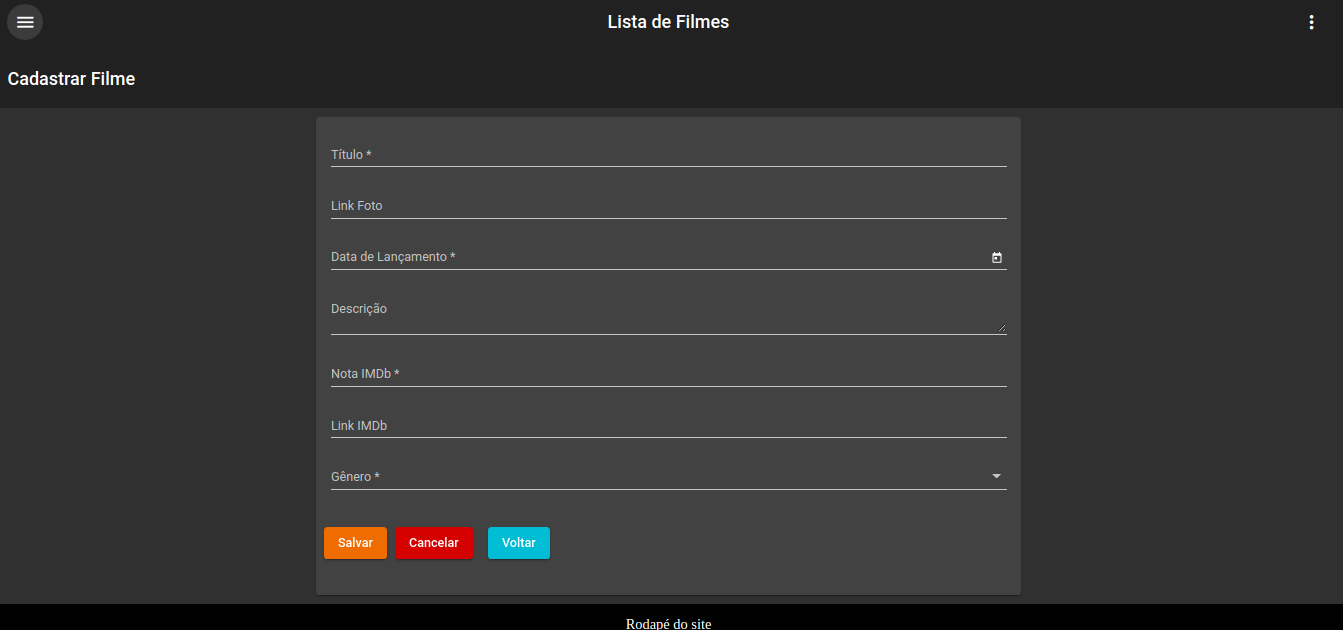 Lista de Filmes
Cadastrar Filme
Título *
Link Foto
Data de Lançamento *
Descrição
Nota IMDb *
Link IMDb
Gênero *
Salvar Cancelar Voltar
Rodapé do site